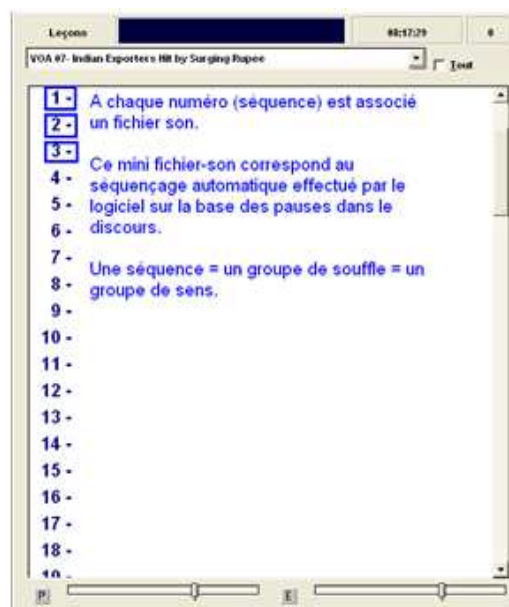 Leçons
08:17:29
0
VOA #7- Indian Exporters Hit by Surging Rupee
Tout
1 - A chaque numéro (séquence) est associé
2 - un fichier son.
3 -
Ce mini fichier-son correspond au
4 - séquençage automatique effectué par le
5 - logiciel sur la base des pauses dans le
6 - discours.
7 -
Une séquence = un groupe de souffle = un
8 - groupe de sens.
9 -
10 -
11 -
12 -
13 -
14 -
15 -
16 -
17 -
18 -
19 -
P
E